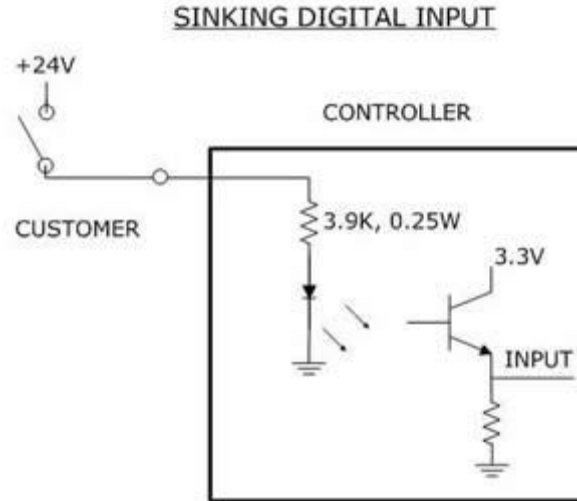 SINKING DIGITAL INPUT
+24V
CONTROLLER
3.9K, 0.25W
CUSTOMER
3.3V
INPUT